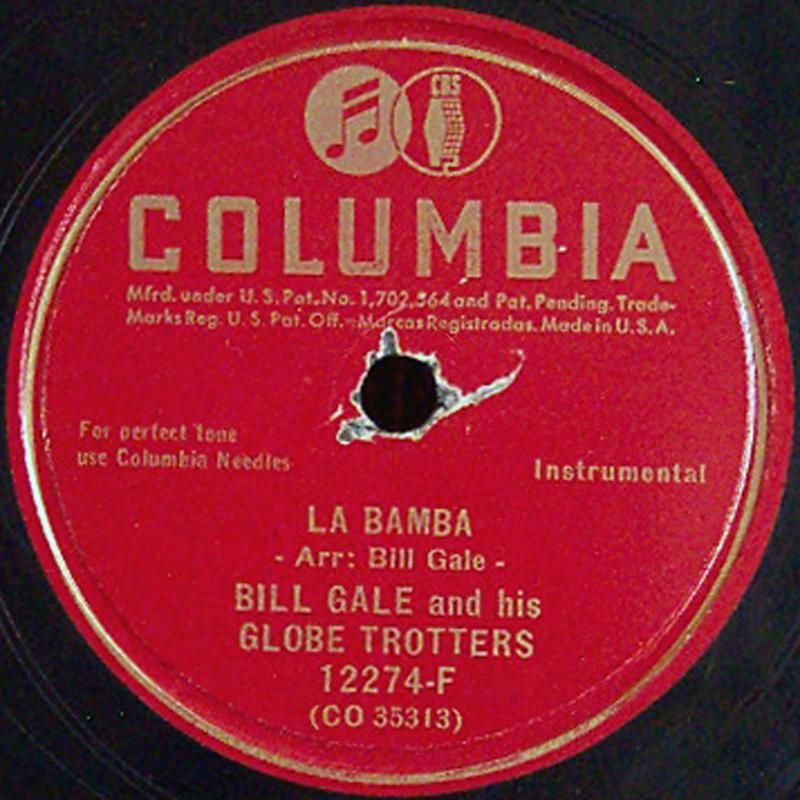 CBS
COLUMBIA
Mfrd. under U. S. Pat. No. 1,702,564 and Pat. Pending. Trade-
Marks Reg. U. S. Pat. Off. - Marcas Registradas. Made in U. S. A.
For perfect tone
use Columbia Needles
Instrumental
LA BAMBA
- Arr: Bill Gale -
BILL GALE and his
GLOBE TROTTERS
12274-F
(CO 35313)